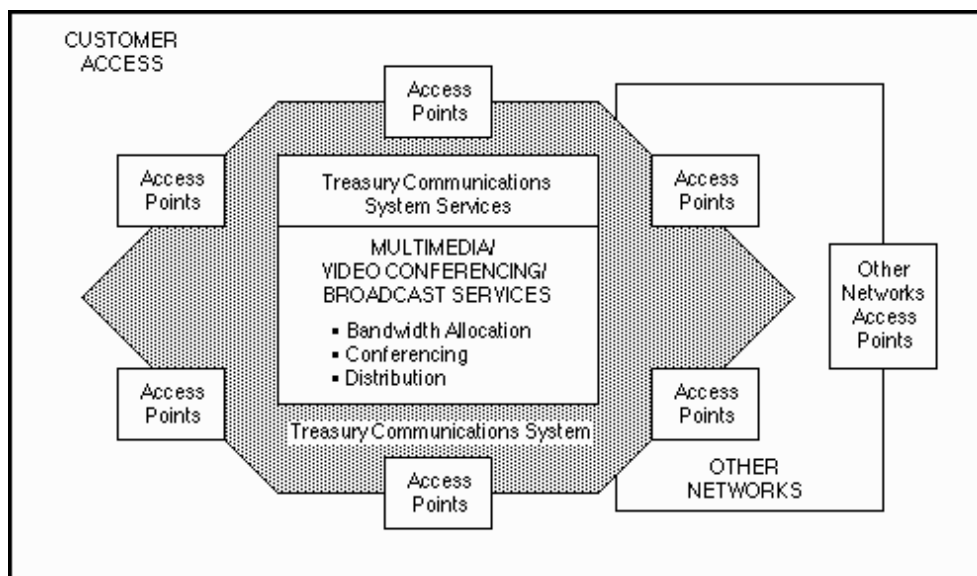 CUSTOMER
ACCESS
Access
Points
Access
Points
Access
Points
Treasury Communications
System Services
MULTIMEDIA/
VIDEO CONFERENCING/
BROADCAST SERVICES
▪ Bandwidth Allocation
▪ Conferencing
▪ Distribution
Other
Networks
Access
Points
Access
Points
Access
Points
Treasury Communications System
Access
Points
OTHER
NETWORKS